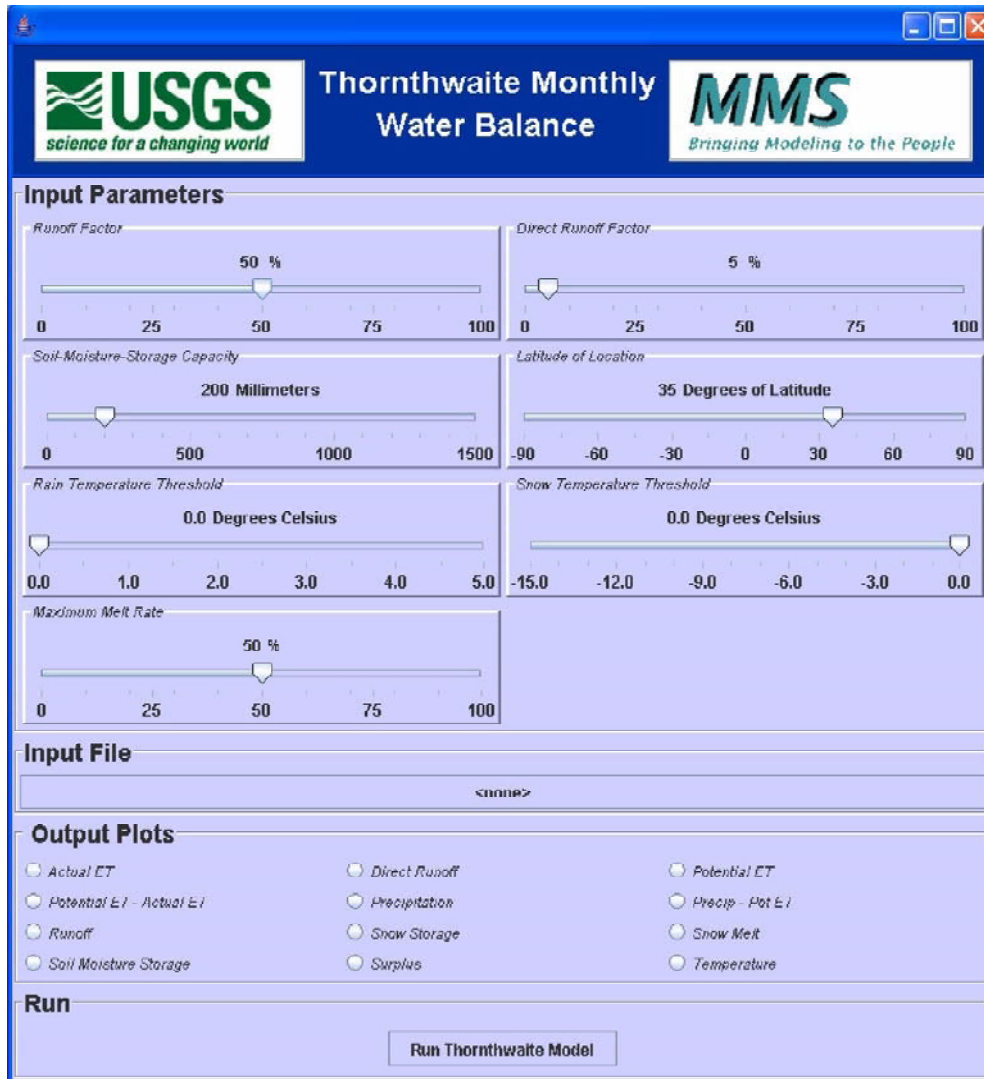 USGS
science for a changing world
Thornthwaite Monthly
Water Balance
MMS
Bringing Modeling to the People
Input Parameters
Runoff Factor
50 %
0 25 50 75 100
Direct Runoff Factor
5 %
0 25 50 75 100
Soil-Moisture-Storage Capacity
200 Millimeters
0 500 1000 1500
Latitude of Location
35 Degrees of Latitude
-90 -60 -30 0 30 60 90
Rain Temperature Threshold
0.0 Degrees Celsius
0.0 1.0 2.0 3.0 4.0 5.0
Snow Temperature Threshold
0.0 Degrees Celsius
-15.0 -12.0 -9.0 -6.0 -3.0 0.0
Maximum Melt Rate
50 %
0 25 50 75 100
Input File
<none>
Output Plots
Actual ET Direct Runoff Potential ET
Potential ET - Actual ET Precipitation Precip - Pot ET
Runoff Snow Storage Snow Melt
Soil Moisture Storage Surplus Temperature
Run
Run Thornthwaite Model